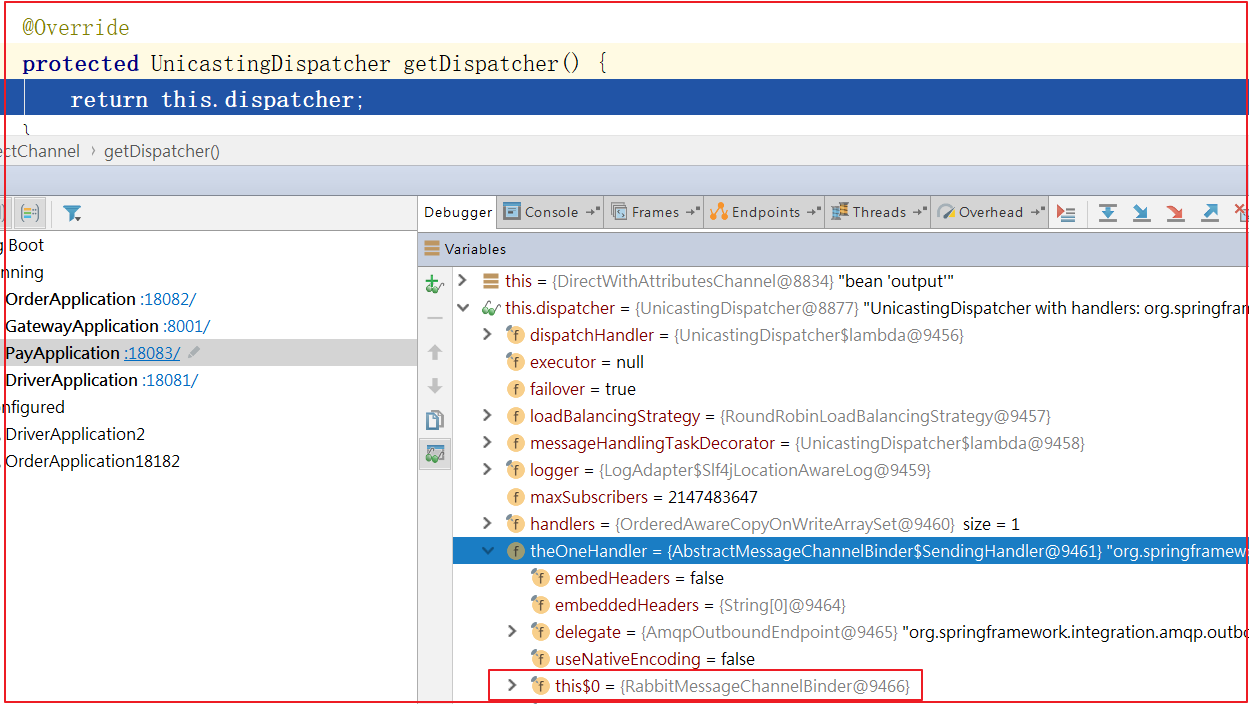 @Override
protected UnicastingDispatcher getDispatcher() {
return this.dispatcher;
}
ectChannel › getDispatcher()
Debugger Console Frames Endpoints Threads Overhead
g Boot
Variables
nning
this = {DirectWithAttributesChannel@8834} "bean 'output'"
OrderApplication :18082/
this.dispatcher = {UnicastingDispatcher@8877} "UnicastingDispatcher with handlers: org.springfram
GatewayApplication :8001/
dispatchHandler = {UnicastingDispatcher$lambda@9456}
PayApplication :18083/
executor = null
DriverApplication :18081/
failover = true
nfigured
loadBalancingStrategy = {RoundRobinLoadBalancingStrategy@9457}
DriverApplication2
messageHandlingTaskDecorator = {UnicastingDispatcher$lambda@9458}
OrderApplication18182
logger = {LogAdapter$Slf4jLocationAwareLog@9459}
maxSubscribers = 2147483647
handlers = {OrderedAwareCopyOnWriteArraySet@9460} size = 1
theOneHandler = {AbstractMessageChannelBinder$SendingHandler@9461} "org.springframew
embedHeaders = false
embeddedHeaders = {String[0]@9464}
delegate = {AmqpOutboundEndpoint@9465} "org.springframework.integration.amqp.outbo
useNativeEncoding = false
this$0 = {RabbitMessageChannelBinder@9466}